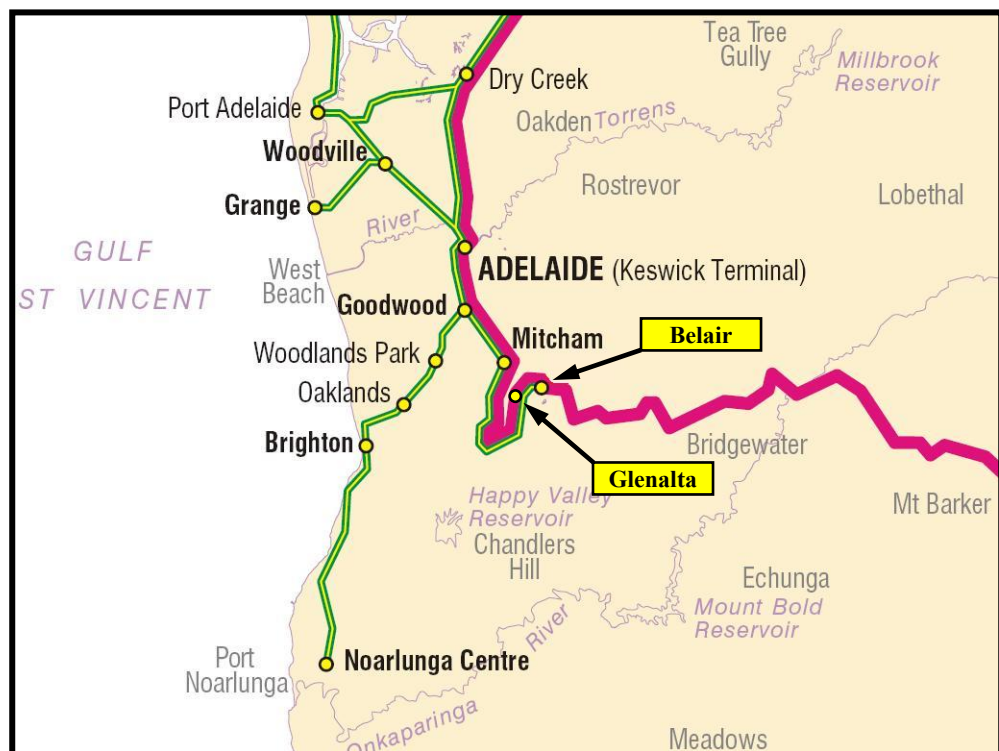 Tea Tree
Gully
Millbrook
Reservoir
Dry Creek
Port Adelaide
Oakden
Torrens
Woodville
Rostrevor
Lobethal
Grange
River
GULF
ST VINCENT
West
Beach
ADELAIDE (Keswick Terminal)
Goodwood
Mitcham
Belair
Woodlands Park
Oaklands
Brighton
Bridgewater
Glenalta
Happy Valley
Reservoir
Mt Barker
Chandlers
Hill
Echunga
Mount Bold
Reservoir
River
Port
Noarlunga
Noarlunga Centre
Onkaparinga
Meadows